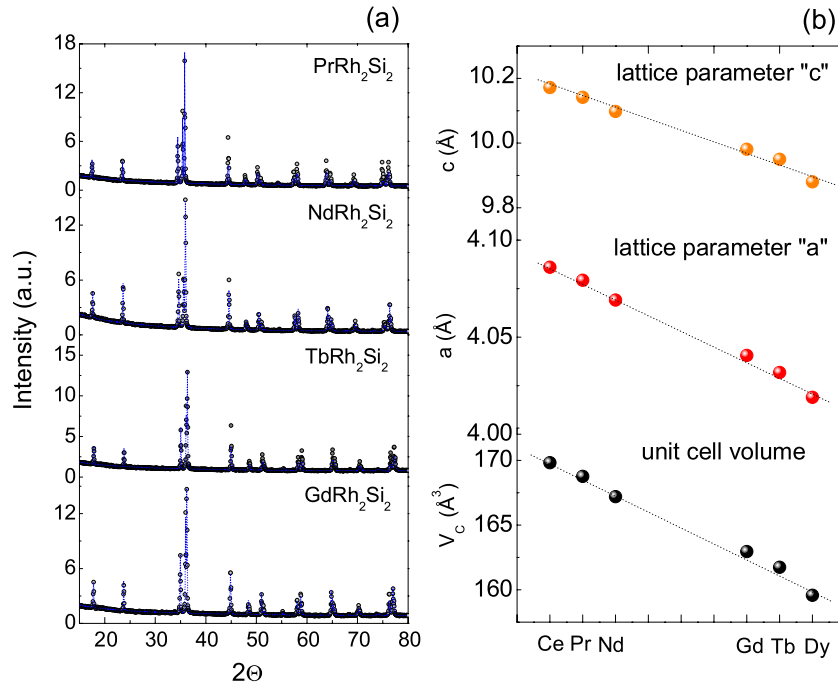 (a)
Intensity (a.u.)
18
12
6
0
PrRh₂Si₂
12
6
0
NdRh₂Si₂
15
10
5
0
TbRh₂Si₂
12
6
0
GdRh₂Si₂
20 30 40 50 60 70 80
2Θ
(b)
c (Å)
10.2
10.0
9.8
lattice parameter "c"
a (Å)
4.10
4.05
4.00
lattice parameter "a"
V_C (Å³)
170
165
160
unit cell volume
Ce Pr Nd Gd Tb Dy